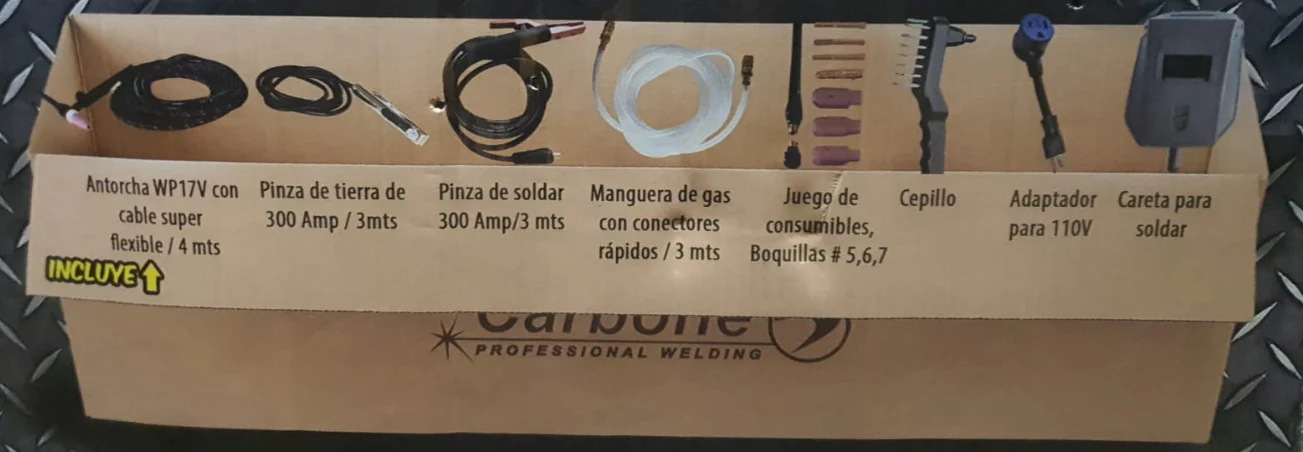 Antorcha WP17V con
cable super
flexible / 4 mts
Pinza de tierra de
300 Amp / 3mts
Pinza de soldar
300 Amp/3 mts
Manguera de gas
con conectores
rápidos / 3 mts
Juego de
consumibles,
Boquillas # 5,6,7
Cepillo
Adaptador
para 110V
Careta para
soldar
INCLUYE
Carbone
PROFESSIONAL WELDING